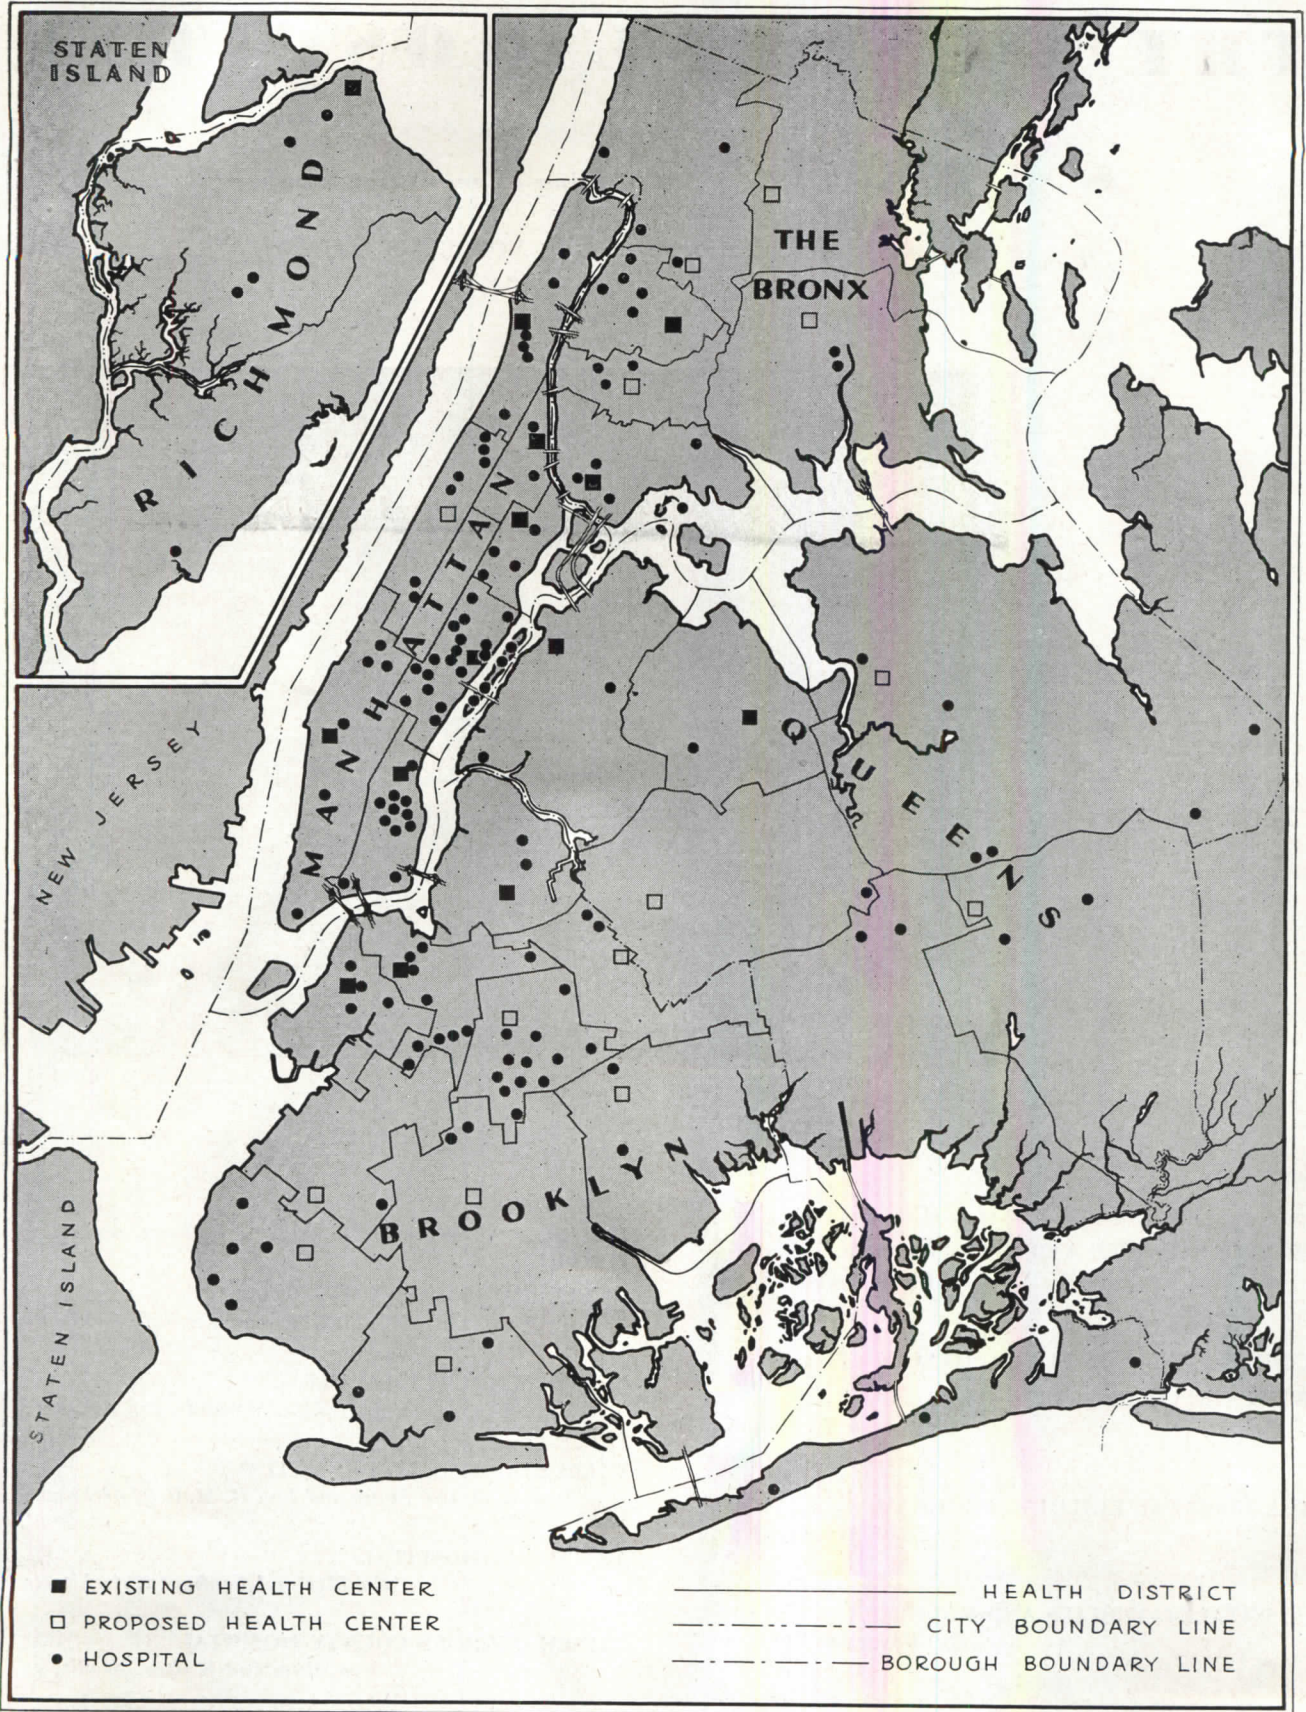 STATEN
ISLAND
RICHMOND
THE
BRONX
MANHATTAN
NEW JERSEY
QUEENS
BROOKLYN
STATEN ISLAND
■ EXISTING HEALTH CENTER
□ PROPOSED HEALTH CENTER
● HOSPITAL
HEALTH DISTRICT
CITY BOUNDARY LINE
BOROUGH BOUNDARY LINE